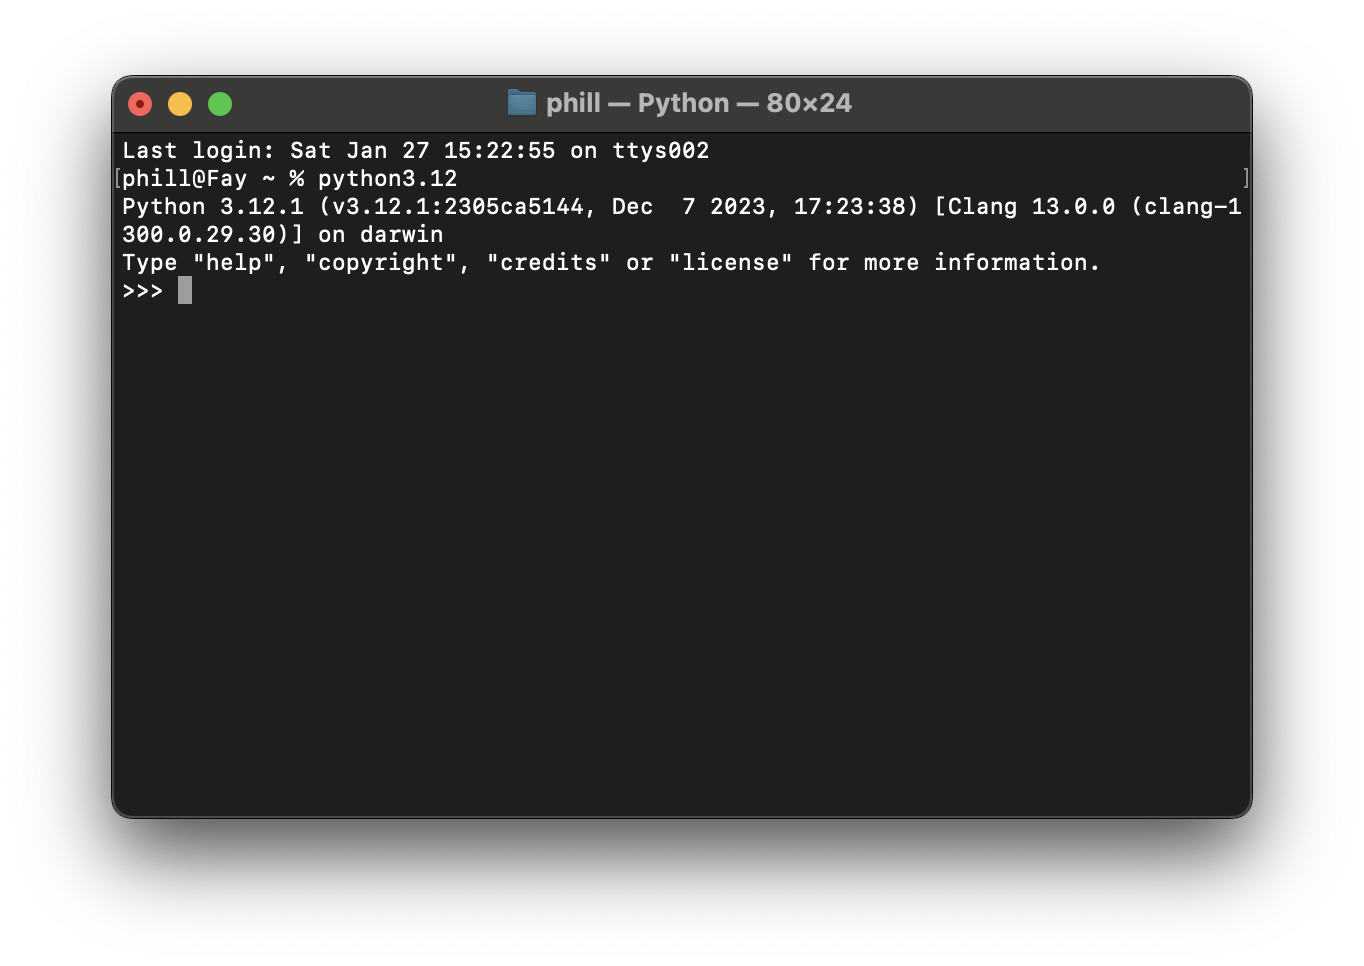 phill — Python — 80×24
Last login: Sat Jan 27 15:22:55 on ttys002
[phill@Fay ~ % python3.12 ]
Python 3.12.1 (v3.12.1:2305ca5144, Dec  7 2023, 17:23:38) [Clang 13.0.0 (clang-1
300.0.29.30)] on darwin
Type "help", "copyright", "credits" or "license" for more information.
>>>